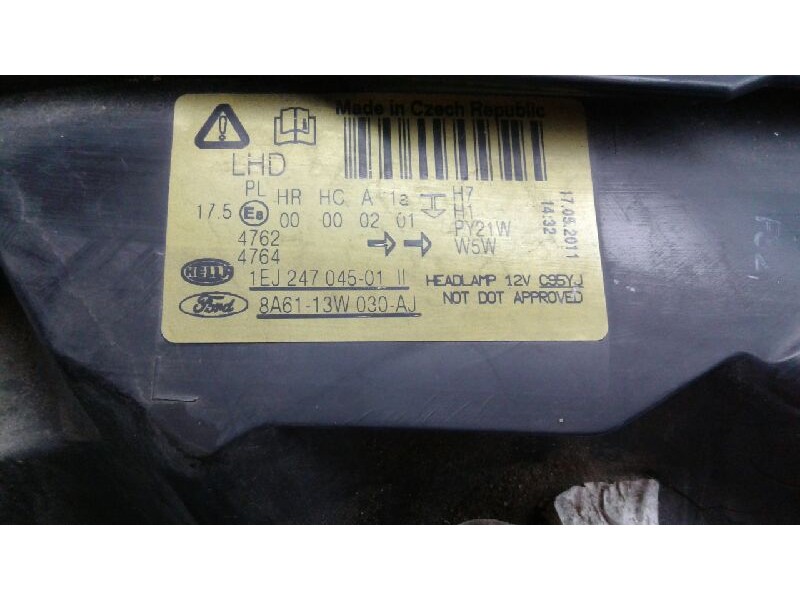 Made in Czech Republic
LHD
PL HR HC A 1a H7
17.5 E8 00 00 02 01 H1
PY21W
4762 W5W
4764
17.05.2011
14:32
HELLA 1EJ 247 045-01 II
HEADLAMP 12V C95YJ
Ford 8A61-13W 030-AJ
NOT DOT APPROVED